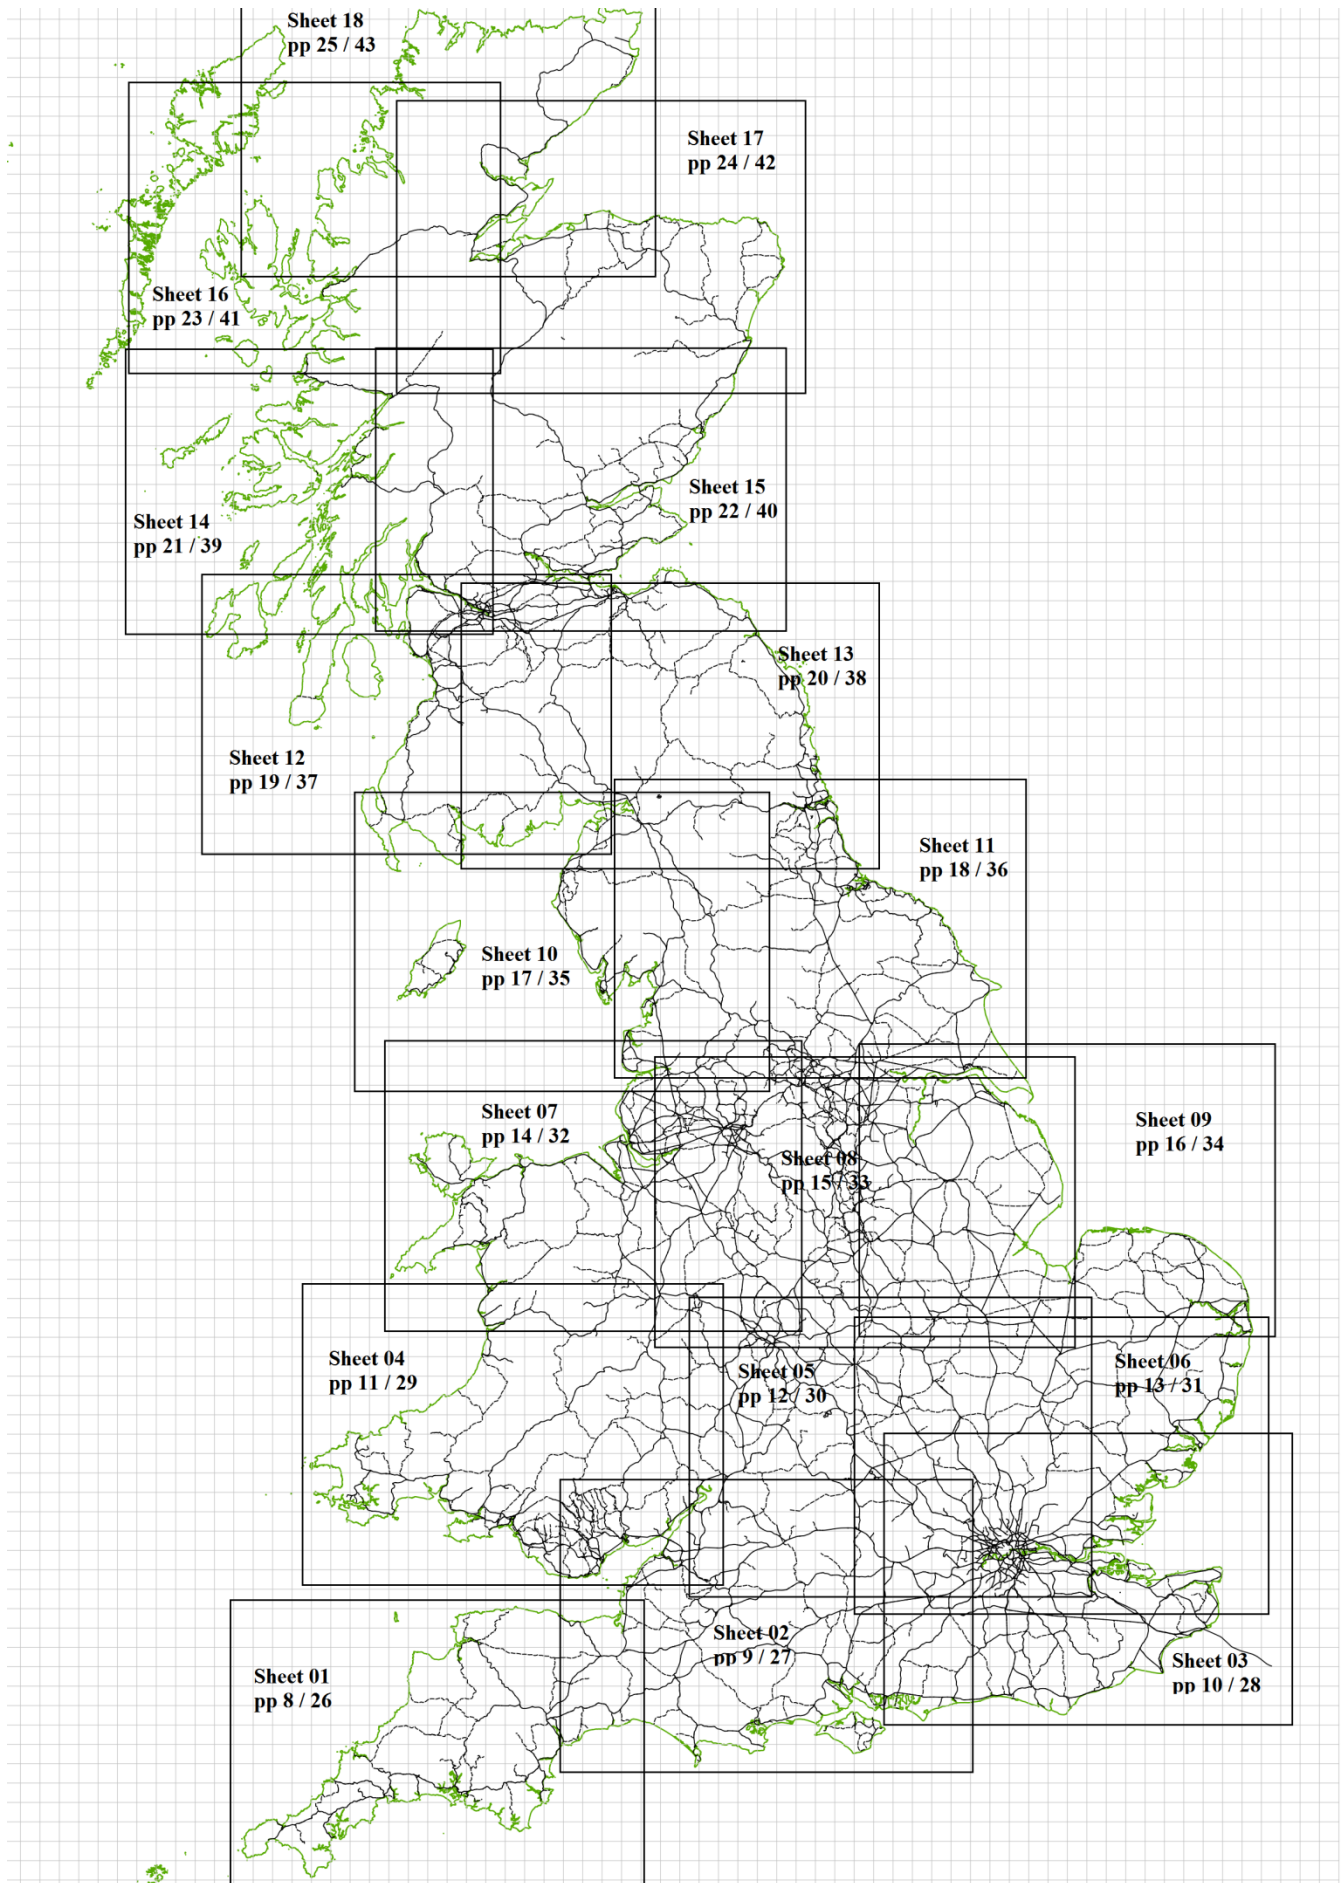 Sheet 18
pp 25 / 43
Sheet 17
pp 24 / 42
Sheet 16
pp 23 / 41
Sheet 15
pp 22 / 40
Sheet 14
pp 21 / 39
Sheet 13
pp 20 / 38
Sheet 12
pp 19 / 37
Sheet 11
pp 18 / 36
Sheet 10
pp 17 / 35
Sheet 07
pp 14 / 32
Sheet 09
pp 16 / 34
Sheet 08
pp 15 / 33
Sheet 04
pp 11 / 29
Sheet 05
pp 12 / 30
Sheet 06
pp 13 / 31
Sheet 02
pp 9 / 27
Sheet 03
pp 10 / 28
Sheet 01
pp 8 / 26